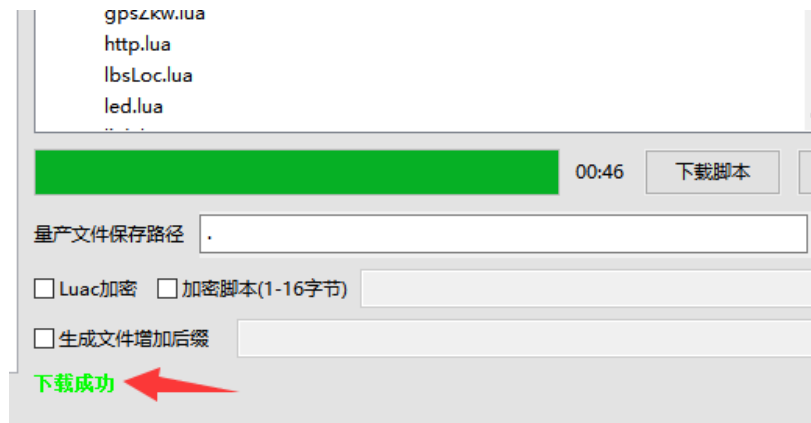 gpsZkw.lua
http.lua
lbsLoc.lua
led.lua
00:46 下载脚本
量产文件保存路径 .
Luac加密 加密脚本(1-16字节)
生成文件增加后缀
下载成功